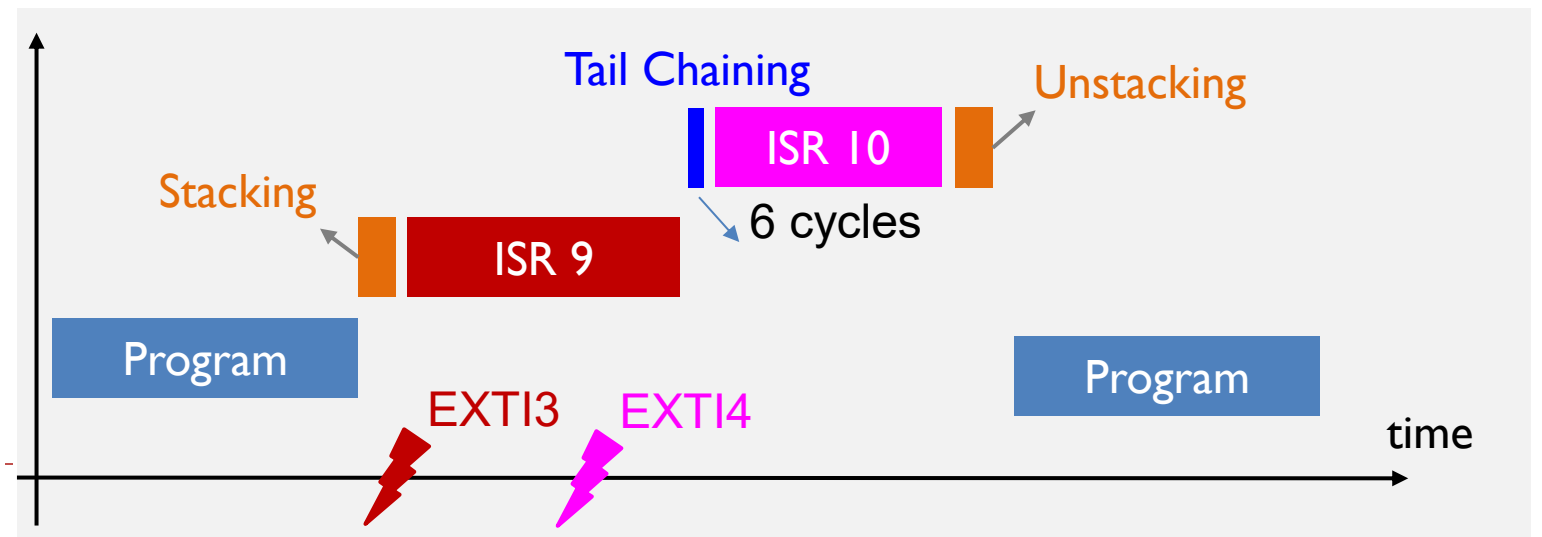 Tail Chaining
Unstacking
ISR 10
Stacking
6 cycles
ISR 9
Program
Program
EXTI3
EXTI4
time